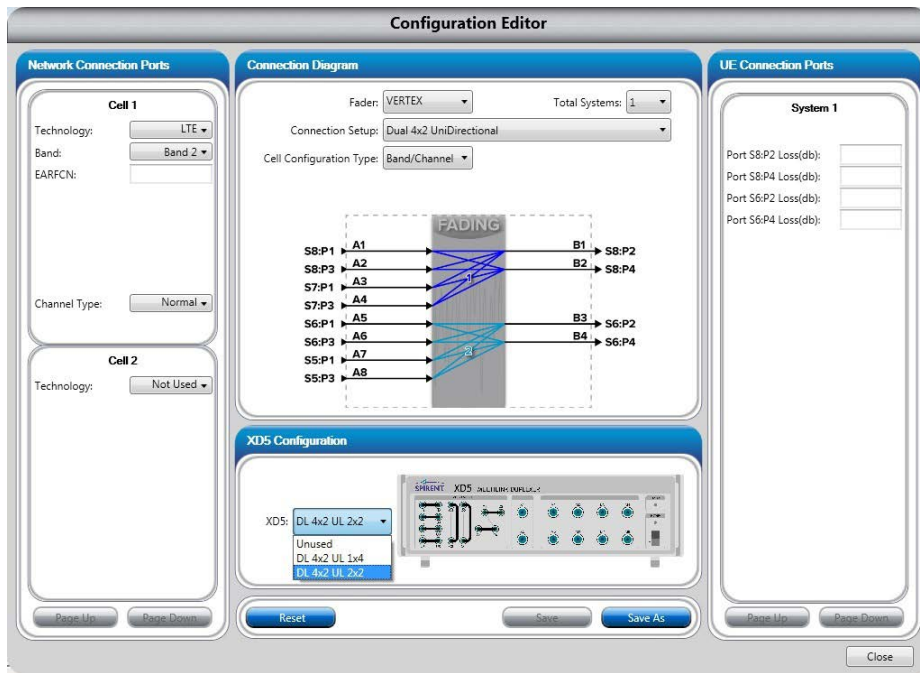 Configuration Editor
Network Connection Ports
Cell 1
Technology: LTE
Band: Band 2
EARFCN:
Channel Type: Normal
Cell 2
Technology: Not Used
Page Up Page Down
Connection Diagram
Fader: VERTEX Total Systems: 1
Connection Setup: Dual 4x2 UniDirectional
Cell Configuration Type: Band/Channel
FADING
S8:P1 A1 B1 S8:P2
S8:P3 A2 B2 S8:P4
S7:P1 A3 1
S7:P3 A4
S6:P1 A5 B3 S6:P2
S6:P3 A6 B4 S6:P4
S5:P1 A7 2
S5:P3 A8
XD5 Configuration
SPIRENT XD5
XD5: DL 4x2 UL 2x2
Unused
DL 4x2 UL 1x4
DL 4x2 UL 2x2
Reset Save Save As
UE Connection Ports
System 1
Port S8:P2 Loss(db):
Port S8:P4 Loss(db):
Port S6:P2 Loss(db):
Port S6:P4 Loss(db):
Page Up Page Down
Close